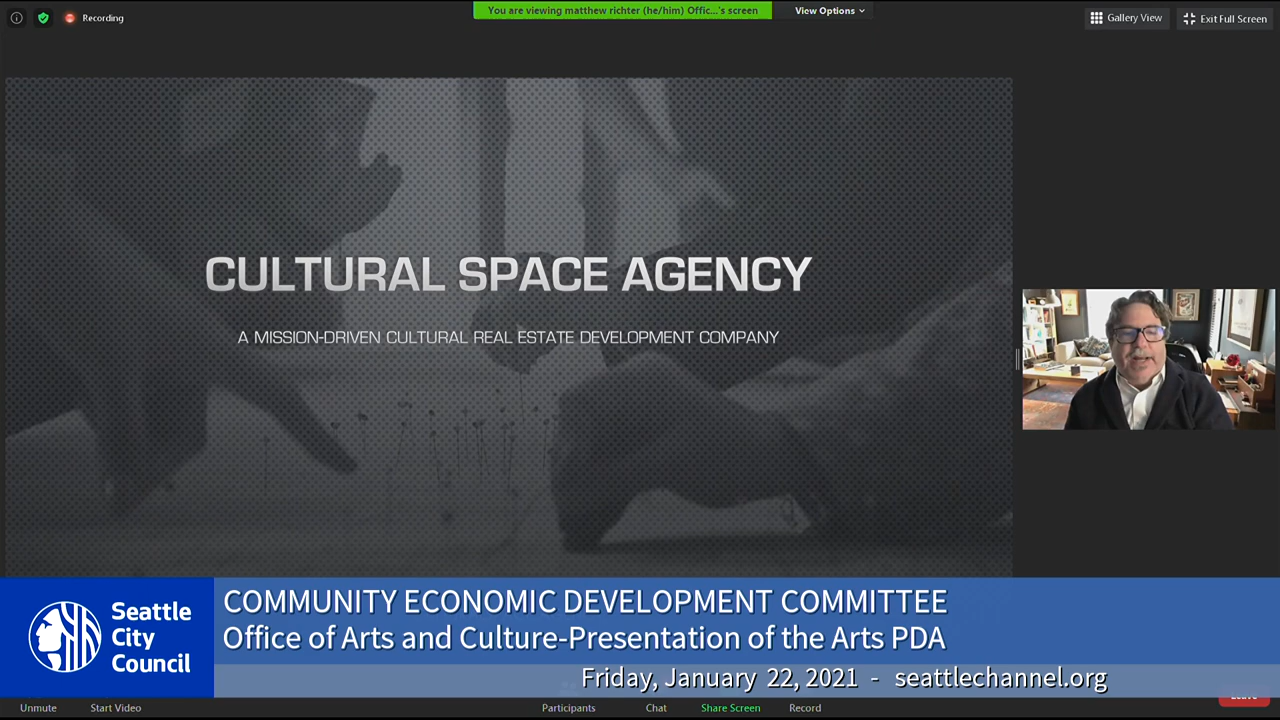 Recording
You are viewing matthew richter (he/him) Offic...'s screen
View Options
Gallery View
Exit Full Screen
CULTURAL SPACE AGENCY
A MISSION-DRIVEN CULTURAL REAL ESTATE DEVELOPMENT COMPANY
Seattle
City
Council
COMMUNITY ECONOMIC DEVELOPMENT COMMITTEE
Office of Arts and Culture-Presentation of the Arts PDA
Friday, January 22, 2021 - seattlechannel.org
Unmute
Start Video
Participants
Chat
Share Screen
Record
Leave